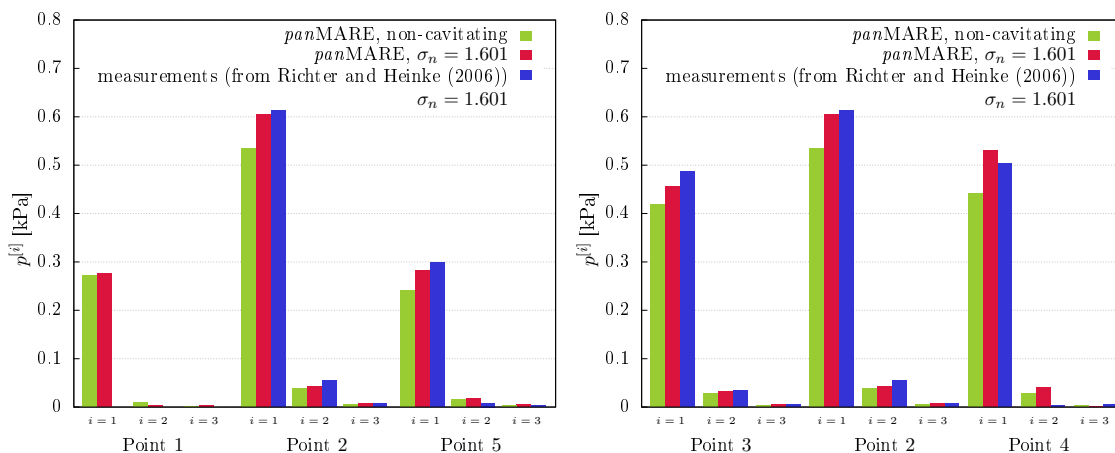 0.8
0.7
0.6
0.5
0.4
0.3
0.2
0.1
0
p^[i] [kPa]
panMARE, non-cavitating
panMARE, σₙ = 1.601
measurements (from Richter and Heinke (2006))
σₙ = 1.601
i = 1 i = 2 i = 3 i = 1 i = 2 i = 3 i = 1 i = 2 i = 3
Point 1 Point 2 Point 5
0.8
0.7
0.6
0.5
0.4
0.3
0.2
0.1
0
p^[i] [kPa]
panMARE, non-cavitating
panMARE, σₙ = 1.601
measurements (from Richter and Heinke (2006))
σₙ = 1.601
i = 1 i = 2 i = 3 i = 1 i = 2 i = 3 i = 1 i = 2 i = 3
Point 3 Point 2 Point 4